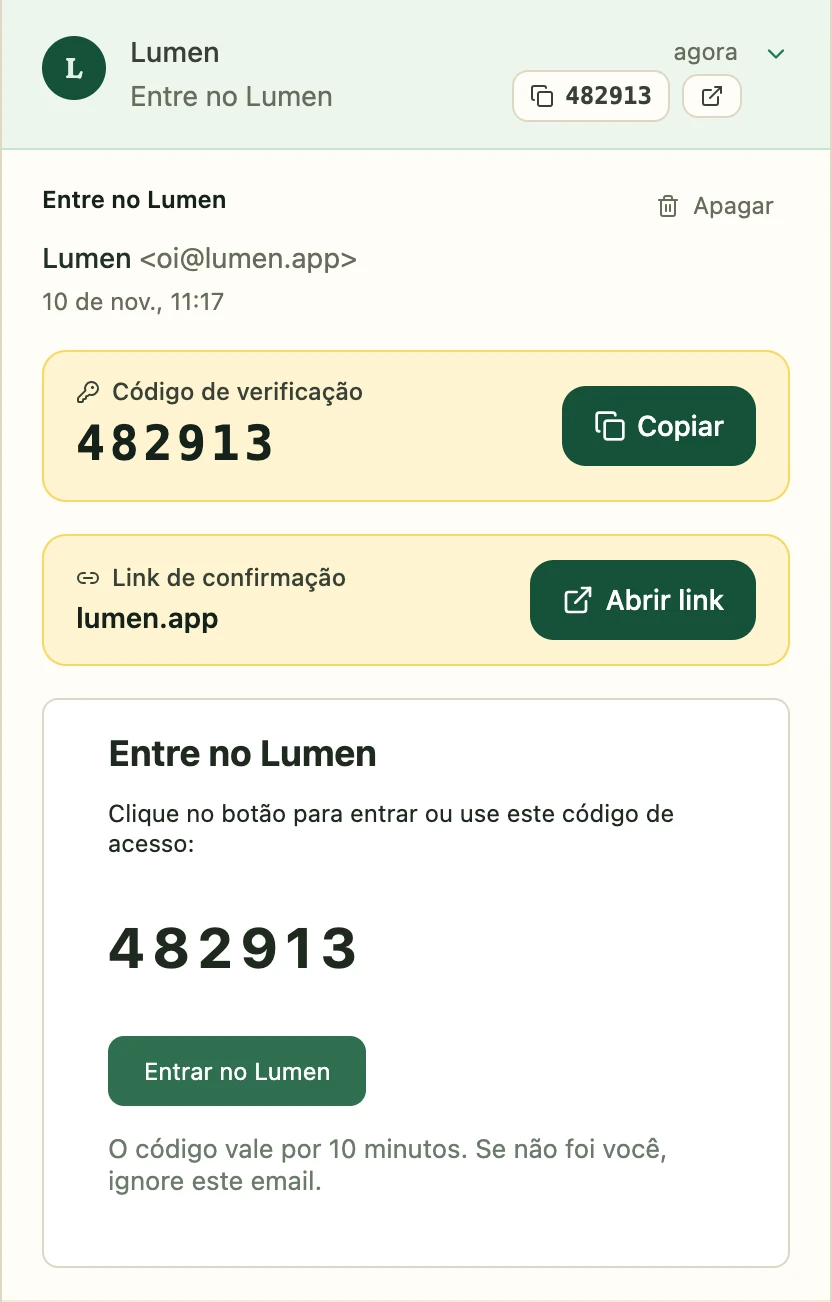 L
Lumen
agora
Entre no Lumen
482913
Entre no Lumen
Apagar
Lumen <oi@lumen.app>
10 de nov., 11:17
Código de verificação
482913
Copiar
Link de confirmação
lumen.app
Abrir link
Entre no Lumen
Clique no botão para entrar ou use este código de
acesso:
482913
Entrar no Lumen
O código vale por 10 minutos. Se não foi você,
ignore este email.